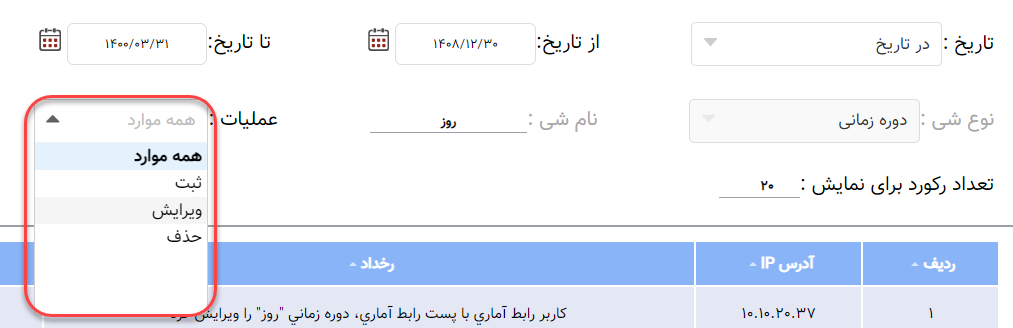 تاریخ : در تاریخ از تاریخ: ۱۴۰۸/۱۲/۳۰ تا تاریخ: ۱۴۰۰/۰۳/۳۱
نوع شی : دوره زمانی نام شی : روز عملیات : همه موارد
همه موارد
ثبت
ویرایش
حذف
تعداد رکورد برای نمایش : ۲۰
ردیف آدرس IP رخداد
۱ ۱۰.۱۰.۲۰.۳۷ کاربر رابط آماري با پست رابط آماري، دوره زماني "روز" را ویرایش